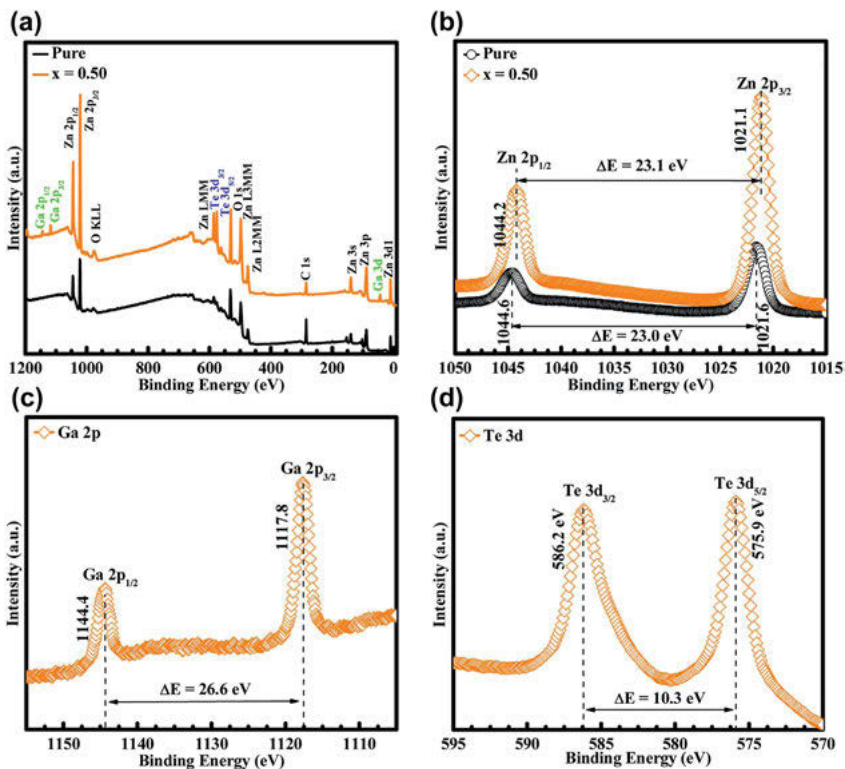 (a)
Pure
x = 0.50
Zn 2p1/2
Zn 2p3/2
Ga 2p1/2
Ga 2p3/2
O KLL
Zn LMM
Te 3d3/2
Te 3d5/2
O 1s
Zn L3MM
Zn L2MM
C 1s
Zn 3s
Zn 3p
Ga 3d
Zn 3d1
Intensity (a.u.)
1200 1000 800 600 400 200 0
Binding Energy (eV)
(b)
Pure
x = 0.50
Zn 2p3/2
1021.1
Zn 2p1/2
ΔE = 23.1 eV
1044.2
1044.6
ΔE = 23.0 eV
1021.6
Intensity (a.u.)
1050 1045 1040 1035 1030 1025 1020 1015
Binding Energy (eV)
(c)
Ga 2p
Ga 2p3/2
1117.8
Ga 2p1/2
1144.4
ΔE = 26.6 eV
Intensity (a.u.)
1150 1140 1130 1120 1110
Binding Energy (eV)
(d)
Te 3d
Te 3d3/2
Te 3d5/2
586.2 eV
575.9 eV
ΔE = 10.3 eV
Intensity (a.u.)
595 590 585 580 575 570
Binding Energy (eV)